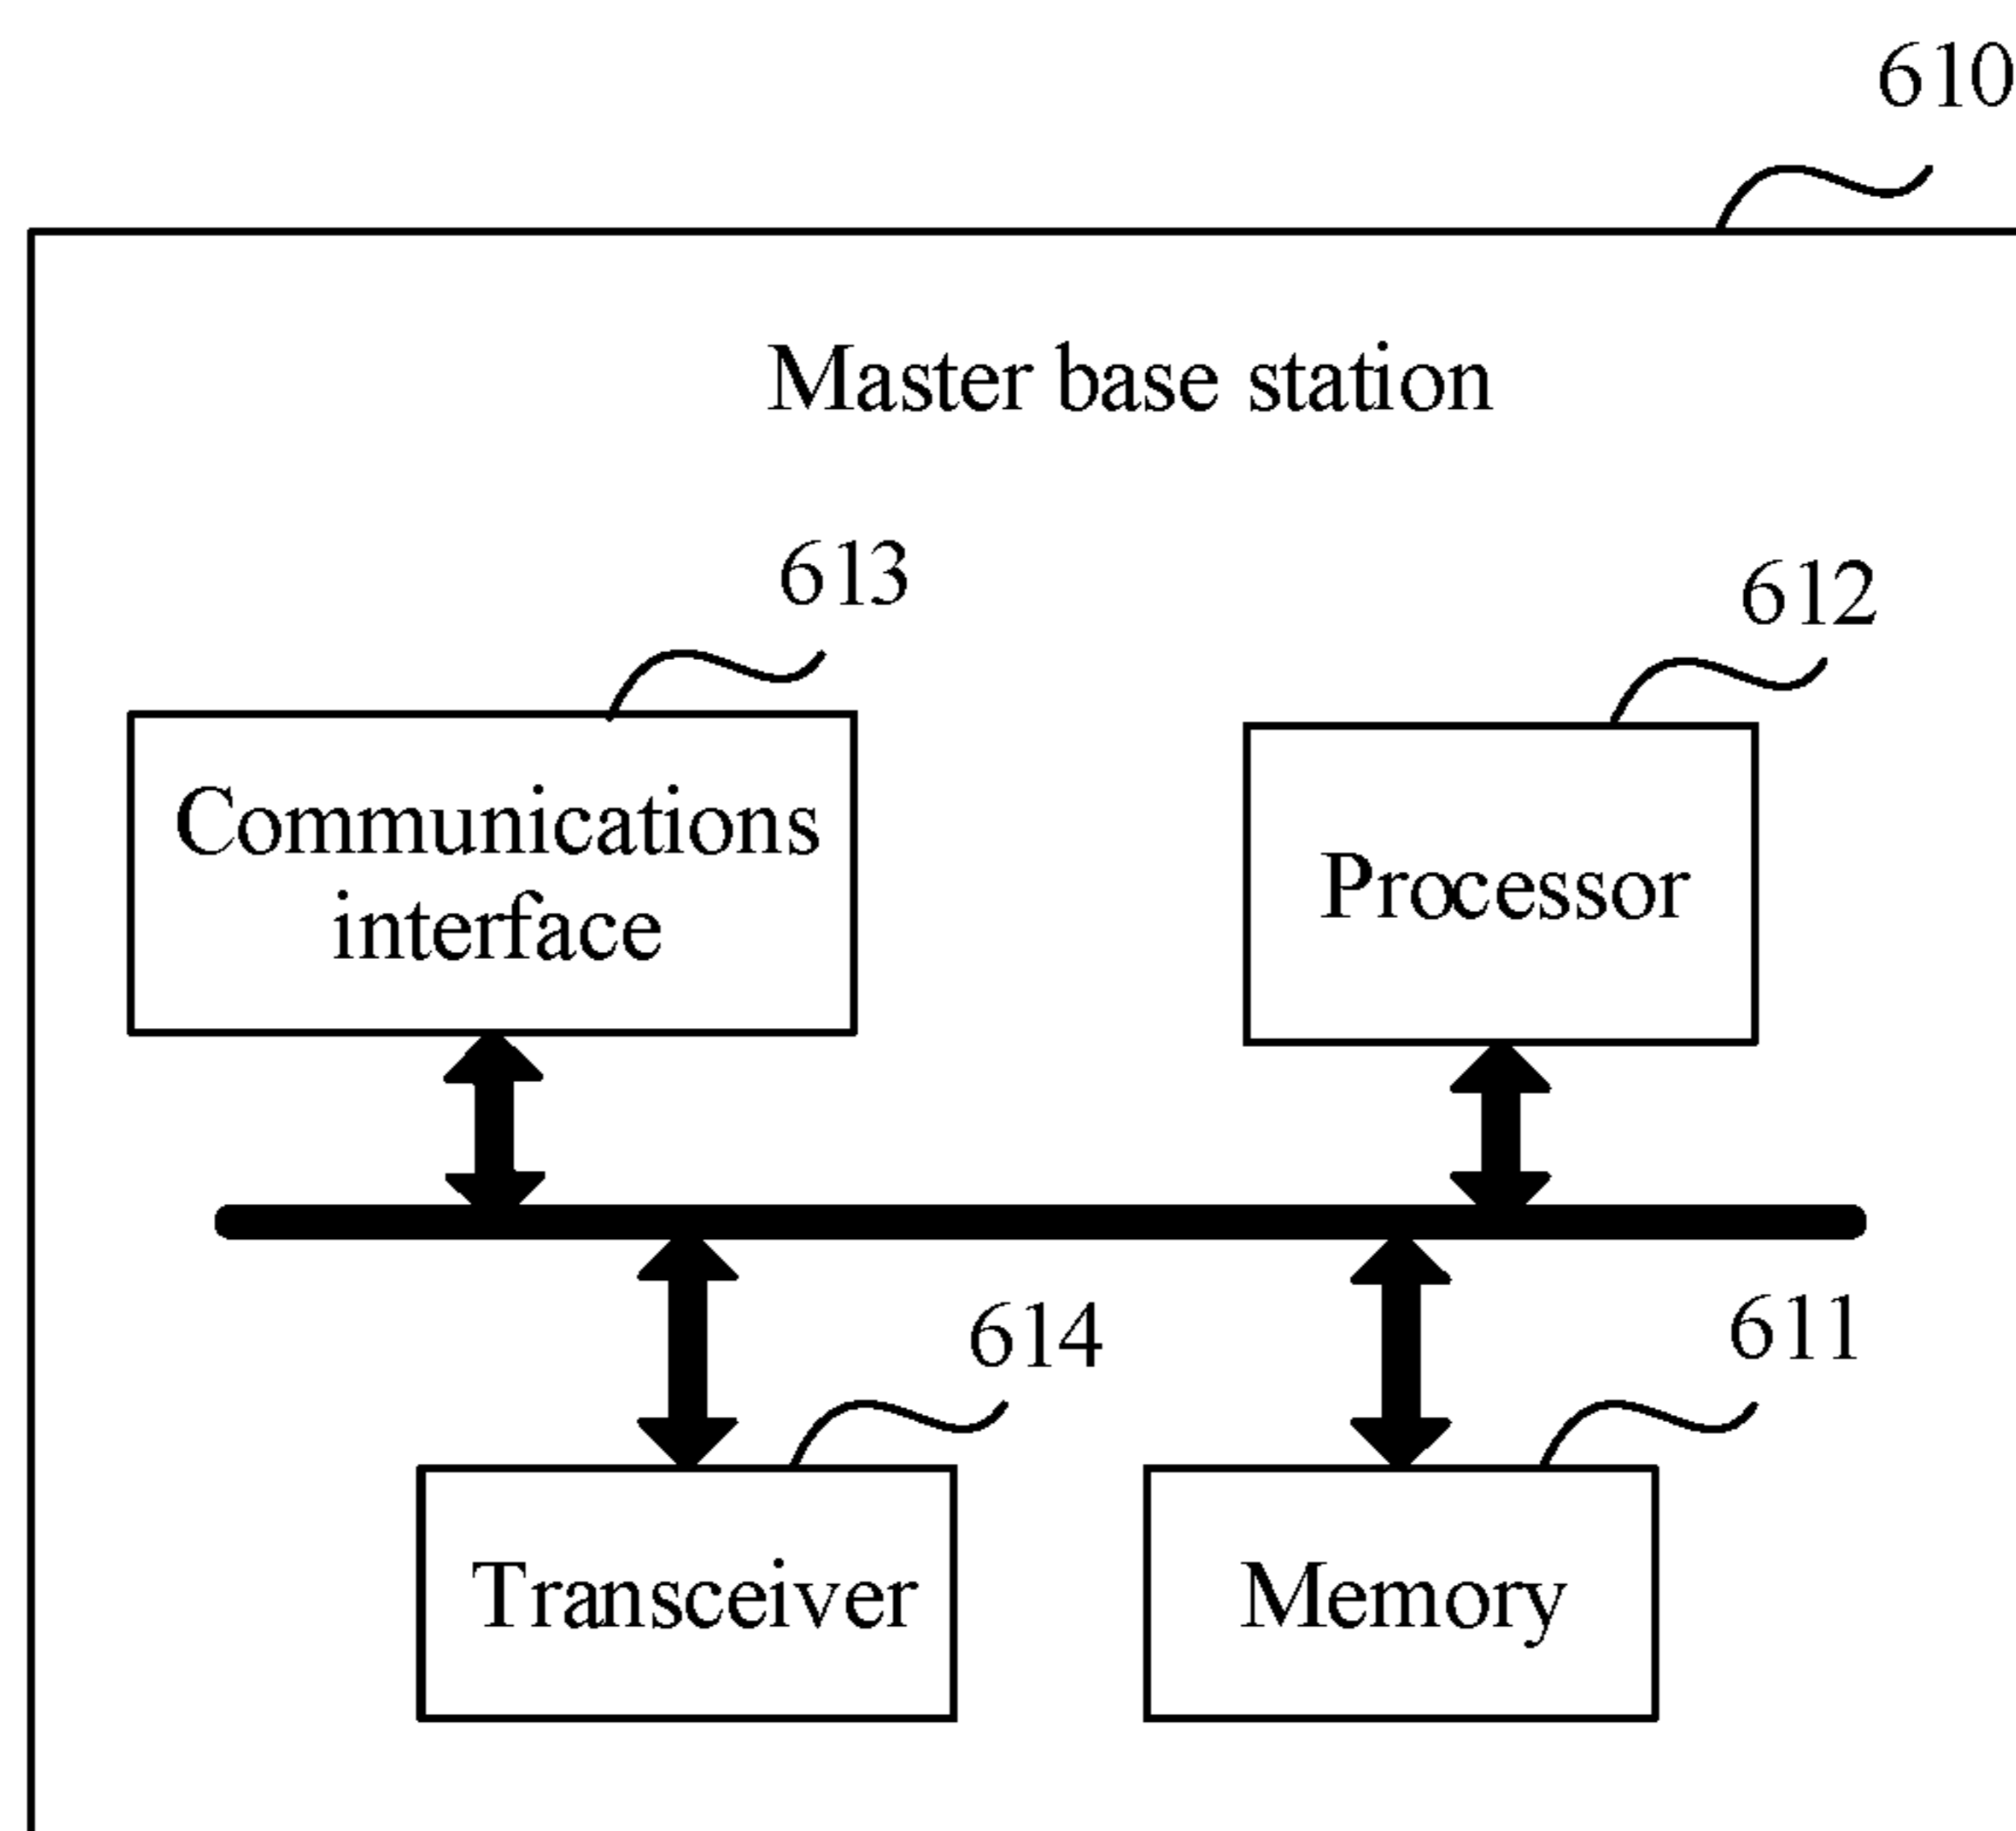 610
Master base station
613
612
Communications
interface
Processor
614
611
Transceiver
Memory